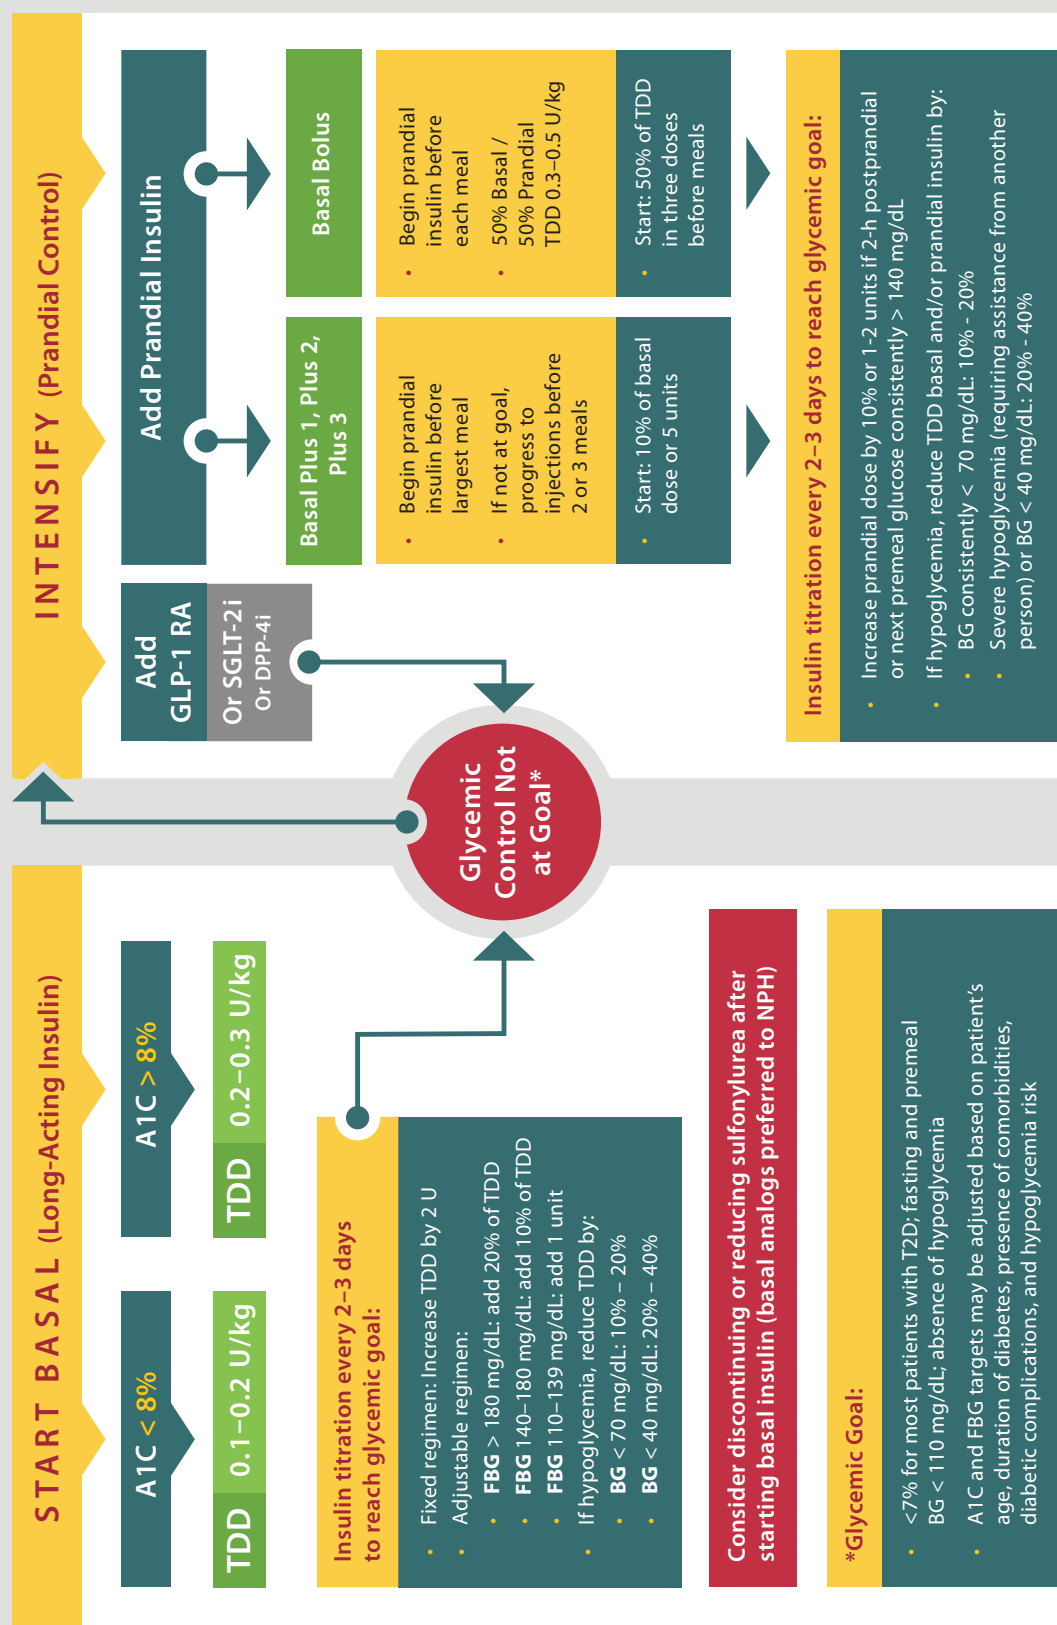 START BASAL (Long-Acting Insulin)
A1C < 8%
A1C > 8%
TDD
0.1–0.2 U/kg
TDD
0.2–0.3 U/kg
Insulin titration every 2–3 days
to reach glycemic goal:
• Fixed regimen: Increase TDD by 2 U
• Adjustable regimen:
• FBG > 180 mg/dL: add 20% of TDD
• FBG 140–180 mg/dL: add 10% of TDD
• FBG 110–139 mg/dL: add 1 unit
• If hypoglycemia, reduce TDD by:
• BG < 70 mg/dL: 10% – 20%
• BG < 40 mg/dL: 20% – 40%
Consider discontinuing or reducing sulfonylurea after
starting basal insulin (basal analogs preferred to NPH)
*Glycemic Goal:
• <7% for most patients with T2D; fasting and premeal
BG < 110 mg/dL; absence of hypoglycemia
• A1C and FBG targets may be adjusted based on patient's
age, duration of diabetes, presence of comorbidities,
diabetic complications, and hypoglycemia risk
Glycemic
Control Not
at Goal*
INTENSIFY (Prandial Control)
Add
GLP-1 RA
Or SGLT-2i
Or DPP-4i
Add Prandial Insulin
Basal Plus 1, Plus 2,
Plus 3
• Begin prandial
insulin before
largest meal
• If not at goal,
progress to
injections before
2 or 3 meals
• Start: 10% of basal
dose or 5 units
Basal Bolus
• Begin prandial
insulin before
each meal
• 50% Basal /
50% Prandial
TDD 0.3–0.5 U/kg
• Start: 50% of TDD
in three doses
before meals
Insulin titration every 2–3 days to reach glycemic goal:
• Increase prandial dose by 10% or 1-2 units if 2-h postprandial
or next premeal glucose consistently > 140 mg/dL
• If hypoglycemia, reduce TDD basal and/or prandial insulin by:
• BG consistently < 70 mg/dL: 10% - 20%
• Severe hypoglycemia (requiring assistance from another
person) or BG < 40 mg/dL: 20% - 40%